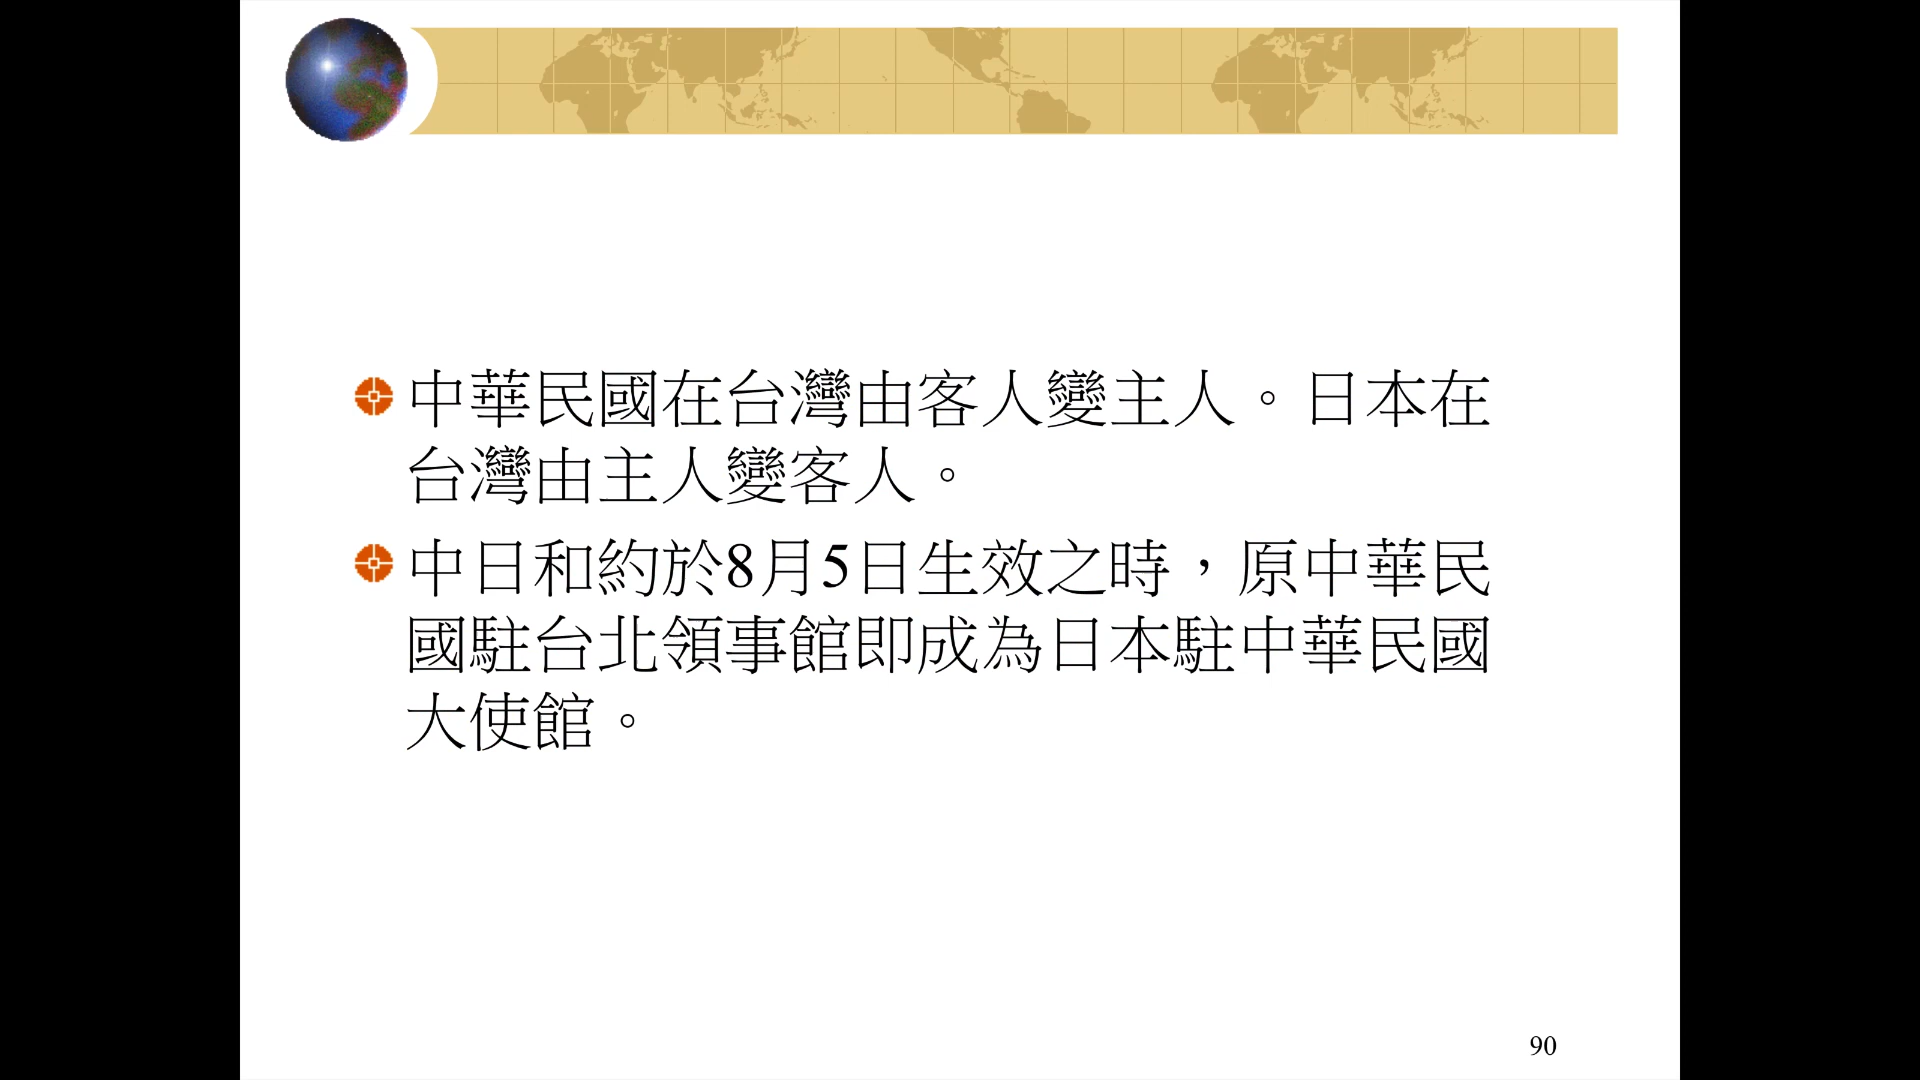 中華民國在台灣由客人變主人。日本在
台灣由主人變客人。
中日和約於8月5日生效之時，原中華民
國駐台北領事館即成為日本駐中華民國
大使館。
90